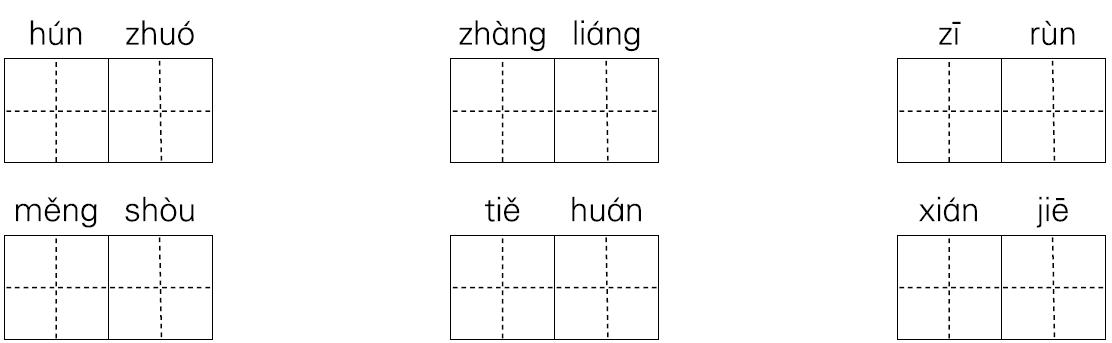 hún zhuó zhàng liáng zī rùn
měng shòu tiě huán xián jiē